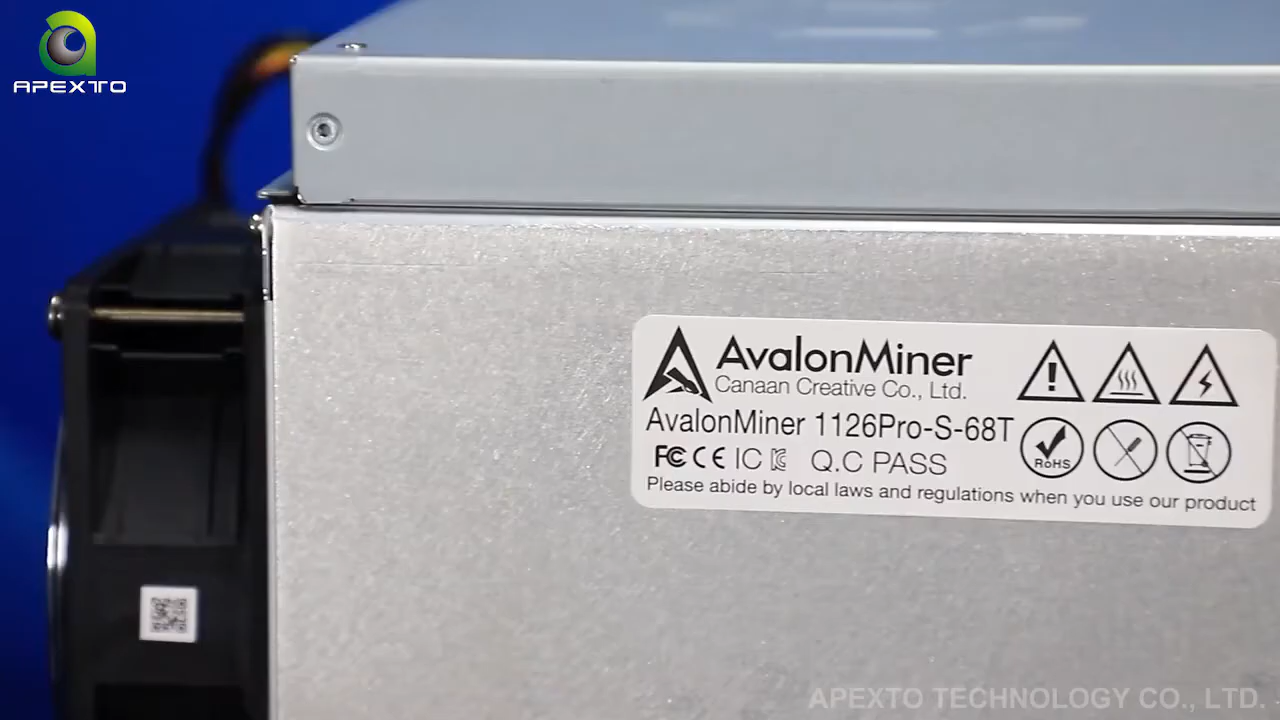 APEXTO
AvalonMiner
Canaan Creative Co., Ltd.
AvalonMiner 1126Pro-S-68T
FC CE IC Q.C PASS
RoHS
Please abide by local laws and regulations when you use our product
APEXTO TECHNOLOGY CO., LTD.